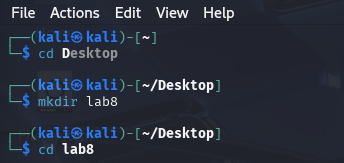 File Actions Edit View Help
┌──(kali㉿kali)-[~]
└─$ cd Desktop
┌──(kali㉿kali)-[~/Desktop]
└─$ mkdir lab8
┌──(kali㉿kali)-[~/Desktop]
└─$ cd lab8